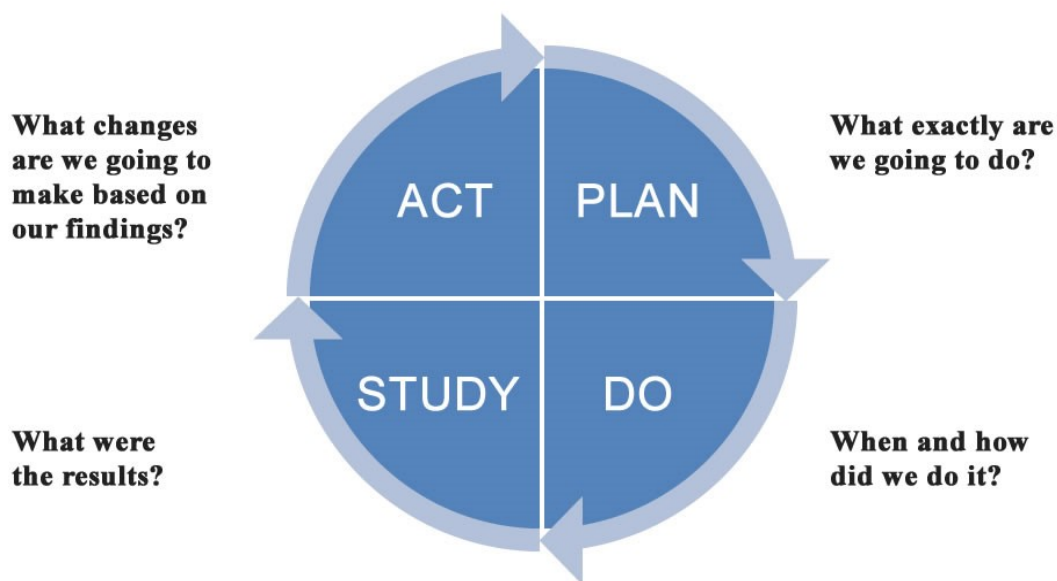 What changes
are we going to
make based on
our findings?
ACT
PLAN
What exactly are
we going to do?
What were
the results?
STUDY
DO
When and how
did we do it?